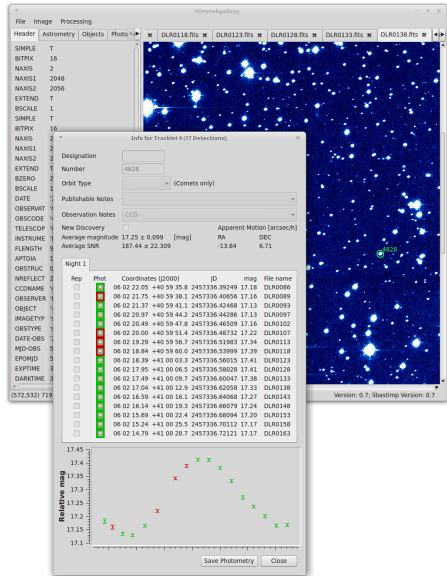 Himmelspolizey
File Image Processing
Header Astrometry Objects Photo DLR0118.fits DLR0123.fits DLR0128.fits DLR0133.fits DLR0138.fits
SIMPLE T
BITPIX 16
NAXIS 2
NAXIS1 2048
NAXIS2 2056
EXTEND T
BSCALE 1
SIMPLE T
BITPIX 16
NAXIS 2
NAXIS1
NAXIS2
EXTEND
BZERO 2
BSCALE 1
DATE
OBSERVAT
OBSCODE
TELESCOP
INSTRUME
FLENGTH 9
APTDIA 1
OBSTRUC 0
NREFLECT 2
CCDNAME
OBSERVER
OBJECT
IMAGETYP
OBSTYPE
DATE-OBS
MJD-OBS 5
EPOMJD 5
EXPTIME 3
DARKTIME 3
(572,532) 719
4828
Version: 0.7; libastimp Version: 0.7
Info for Tracklet 0 (17 Detections):
Designation
Number 4828
Orbit Type (Comets only)
Publishable Notes
Observation Notes CCD
New Discovery Apparent Motion [arcsec/h]
Average magnitude 17.25 ± 0.099 [mag] RA DEC
Average SNR 187.44 ± 22.309 -13.84 6.71
Night 1
Rep Phot Coordinates (J2000) JD mag File name
06 02 22.05 +40 59 35.8 2457336.39249 17.18 DLR0086
06 02 21.75 +40 59 38.1 2457336.40656 17.16 DLR0089
06 02 21.37 +40 59 41.1 2457336.42468 17.13 DLR0093
06 02 20.97 +40 59 44.2 2457336.44286 17.13 DLR0097
06 02 20.49 +40 59 47.8 2457336.46509 17.16 DLR0102
06 02 20.00 +40 59 51.4 2457336.48732 17.22 DLR0107
06 02 19.29 +40 59 56.7 2457336.51983 17.34 DLR0113
06 02 18.84 +40 59 60.0 2457336.53999 17.39 DLR0118
06 02 18.39 +41 00 03.3 2457336.56015 17.41 DLR0123
06 02 17.95 +41 00 06.5 2457336.58028 17.41 DLR0128
06 02 17.49 +41 00 09.7 2457336.60047 17.38 DLR0133
06 02 17.04 +41 00 12.9 2457336.62058 17.33 DLR0138
06 02 16.59 +41 00 16.1 2457336.64068 17.27 DLR0143
06 02 16.14 +41 00 19.3 2457336.66079 17.24 DLR0148
06 02 15.69 +41 00 22.4 2457336.68094 17.20 DLR0153
06 02 15.24 +41 00 25.5 2457336.70112 17.17 DLR0158
06 02 14.79 +41 00 28.7 2457336.72121 17.17 DLR0163
Relative mag
17.45
17.4
17.35
17.3
17.25
17.2
17.15
17.1
Save Photometry Close